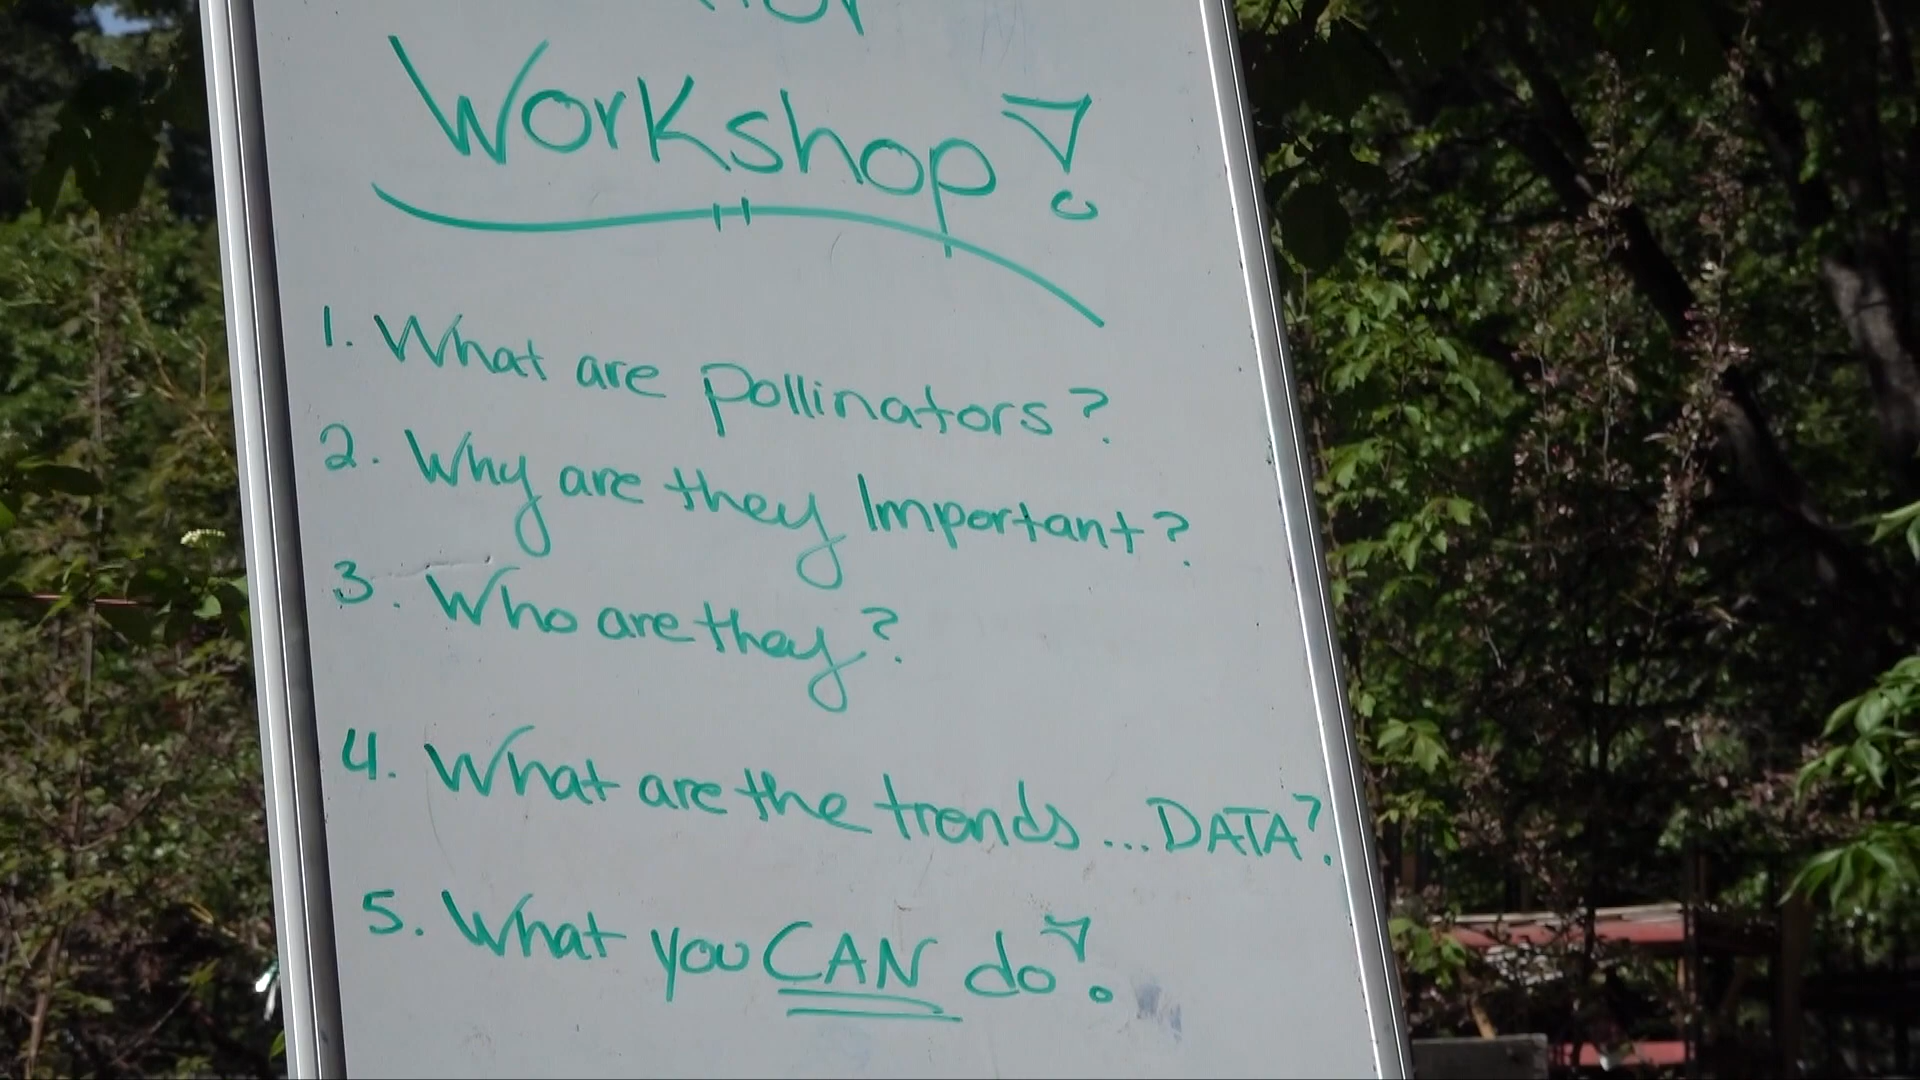 Workshop!
1. What are pollinators?
2. Why are they Important?
3. Who are they?
4. What are the trends... DATA?
5. What you CAN do!